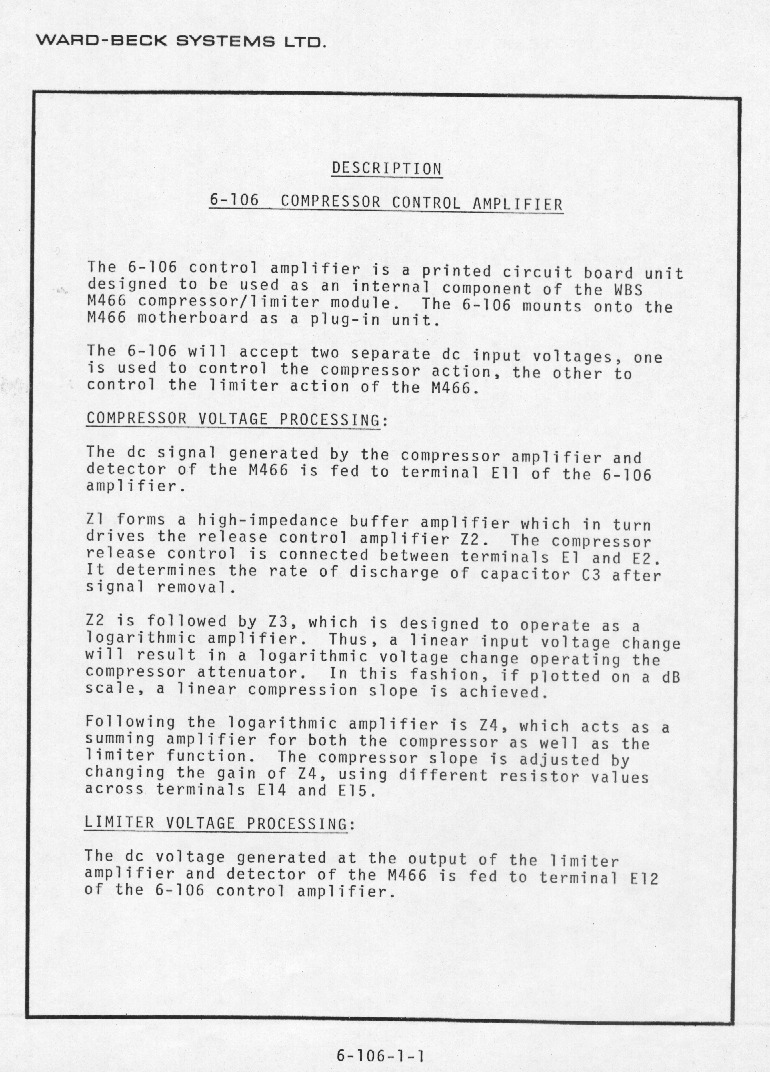 WARD-BECK SYSTEMS LTD.
DESCRIPTION
6-106 COMPRESSOR CONTROL AMPLIFIER
The 6-106 control amplifier is a printed circuit board unit
designed to be used as an internal component of the WBS
M466 compressor/limiter module. The 6-106 mounts onto the
M466 motherboard as a plug-in unit.
The 6-106 will accept two separate dc input voltages, one
is used to control the compressor action, the other to
control the limiter action of the M466.
COMPRESSOR VOLTAGE PROCESSING:
The dc signal generated by the compressor amplifier and
detector of the M466 is fed to terminal E11 of the 6-106
amplifier.
Z1 forms a high-impedance buffer amplifier which in turn
drives the release control amplifier Z2. The compressor
release control is connected between terminals E1 and E2.
It determines the rate of discharge of capacitor C3 after
signal removal.
Z2 is followed by Z3, which is designed to operate as a
logarithmic amplifier. Thus, a linear input voltage change
will result in a logarithmic voltage change operating the
compressor attenuator. In this fashion, if plotted on a dB
scale, a linear compression slope is achieved.
Following the logarithmic amplifier is Z4, which acts as a
summing amplifier for both the compressor as well as the
limiter function. The compressor slope is adjusted by
changing the gain of Z4, using different resistor values
across terminals E14 and E15.
LIMITER VOLTAGE PROCESSING:
The dc voltage generated at the output of the limiter
amplifier and detector of the M466 is fed to terminal E12
of the 6-106 control amplifier.
6-106-1-1